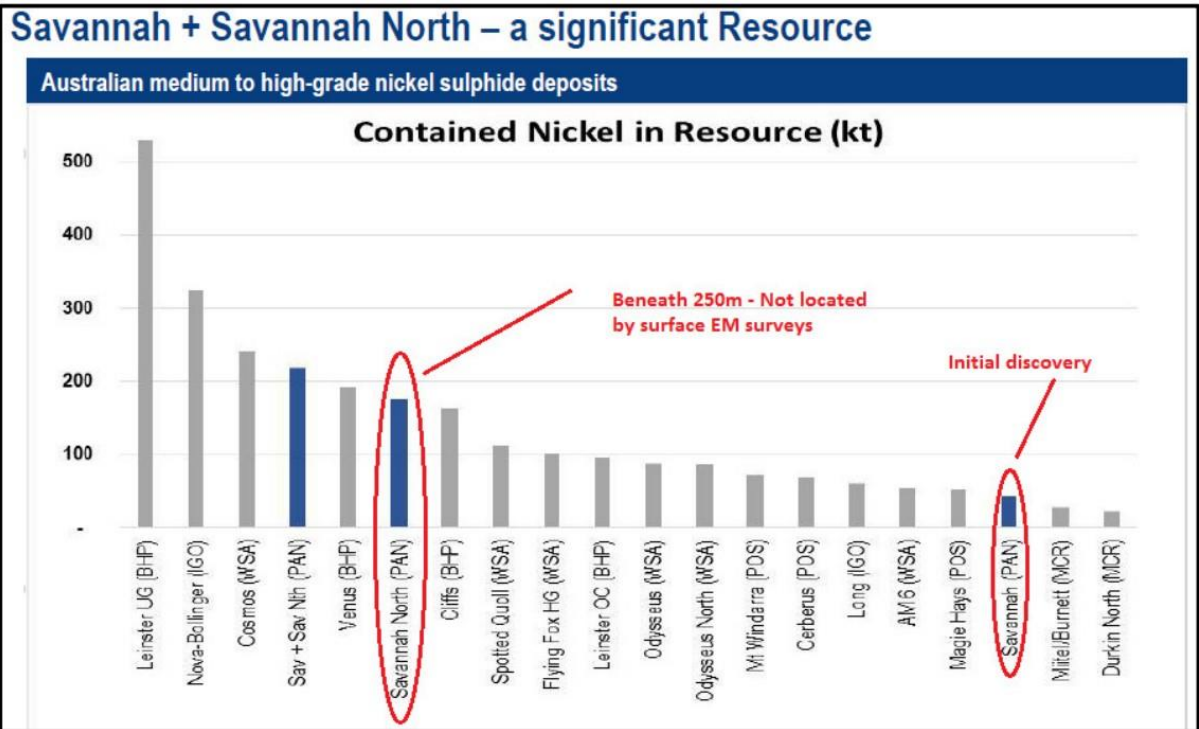 Savannah + Savannah North – a significant Resource
Australian medium to high-grade nickel sulphide deposits
Contained Nickel in Resource (kt)
500
400
300
200
100
-
Beneath 250m - Not located
by surface EM surveys
Initial discovery
Leinster UG (BHP)
Nova-Bollinger (IGO)
Cosmos (WSA)
Sav + Sav Nth (PAN)
Venus (BHP)
Savannah North (PAN)
Cliffs (BHP)
Spotted Quoll (WSA)
Flying Fox HG (WSA)
Leinster OC (BHP)
Odysseus (WSA)
Odysseus North (WSA)
Mt Windarra (POS)
Cerberus (POS)
Long (IGO)
AM6 (WSA)
Magie Hays (POS)
Savannah (PAN)
Miitel/Burnett (MCR)
Durkin North (MCR)